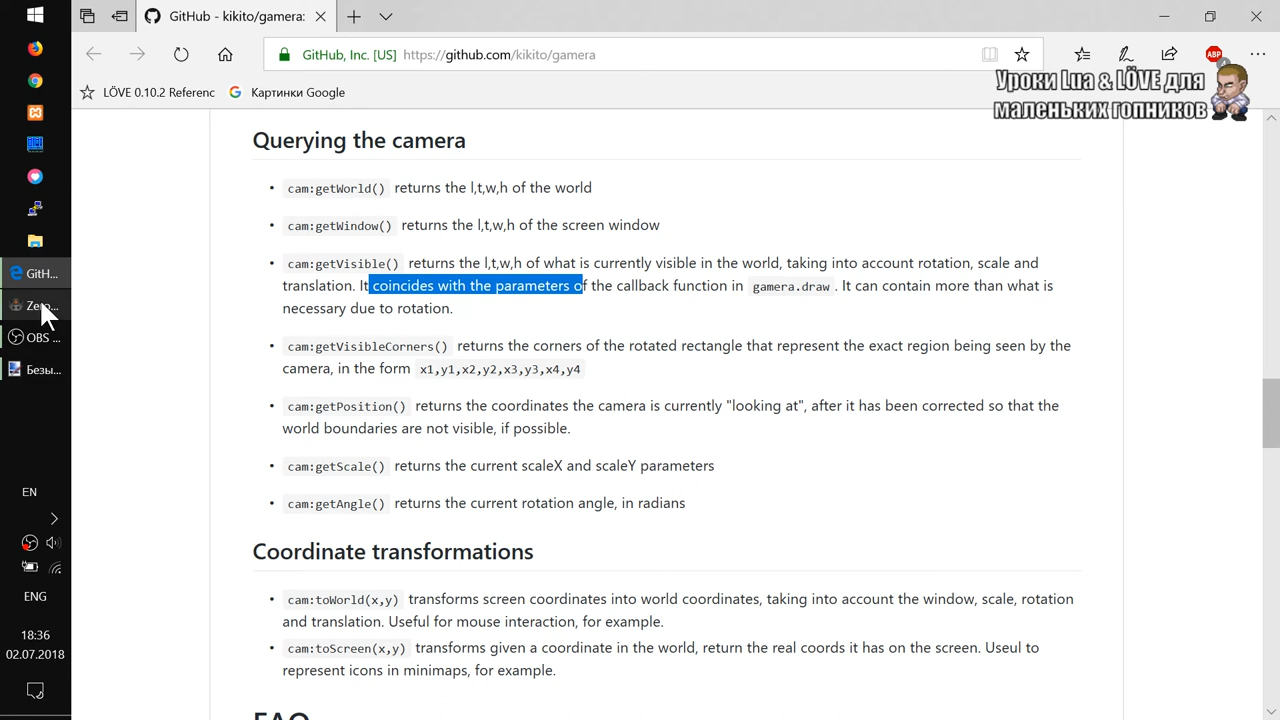 GitHub - kikito/gamera:
GitHub, Inc. [US] https://github.com/kikito/gamera
ABP
4
LÖVE 0.10.2 Referenc
Картинки Google
Уроки Lua & LÖVE для
маленьких гопников
Querying the camera
• cam:getWorld() returns the l,t,w,h of the world
• cam:getWindow() returns the l,t,w,h of the screen window
• cam:getVisible() returns the l,t,w,h of what is currently visible in the world, taking into account rotation, scale and
translation. It coincides with the parameters of the callback function in gamera.draw. It can contain more than what is
necessary due to rotation.
• cam:getVisibleCorners() returns the corners of the rotated rectangle that represent the exact region being seen by the
camera, in the form x1,y1,x2,y2,x3,y3,x4,y4
• cam:getPosition() returns the coordinates the camera is currently "looking at", after it has been corrected so that the
world boundaries are not visible, if possible.
• cam:getScale() returns the current scaleX and scaleY parameters
• cam:getAngle() returns the current rotation angle, in radians
Coordinate transformations
• cam:toWorld(x,y) transforms screen coordinates into world coordinates, taking into account the window, scale, rotation
and translation. Useful for mouse interaction, for example.
• cam:toScreen(x,y) transforms given a coordinate in the world, return the real coords it has on the screen. Useul to
represent icons in minimaps, for example.
FAQ
GitH...
OBS ...
Безы...
EN
ENG
18:36
02.07.2018